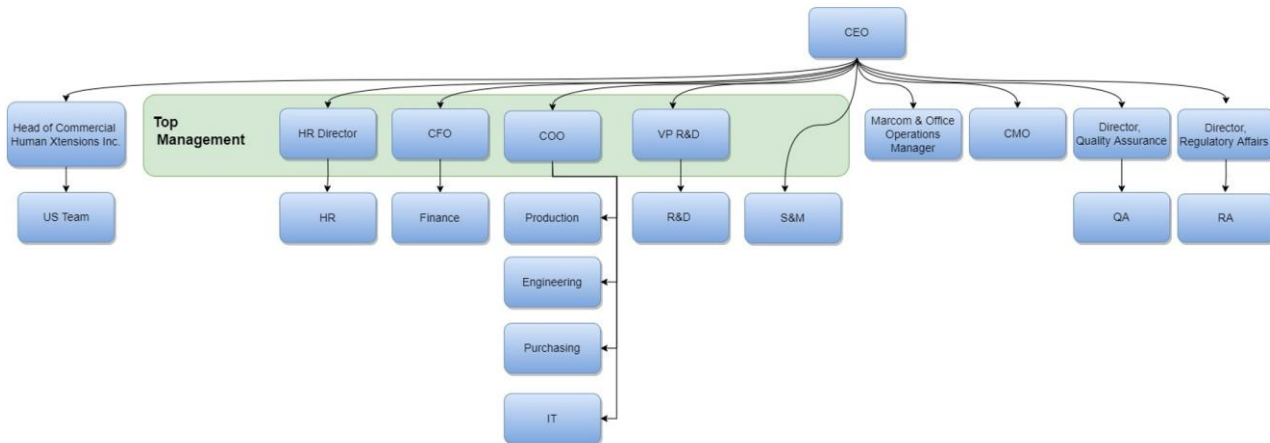 CEO
Head of Commercial
Human Xtensions Inc.
Top
Management
HR Director
CFO
COO
VP R&D
Marcom & Office
Operations
Manager
CMO
Director,
Quality Assurance
Director,
Regulatory Affairs
US Team
HR
Finance
Production
R&D
S&M
QA
RA
Engineering
Purchasing
IT